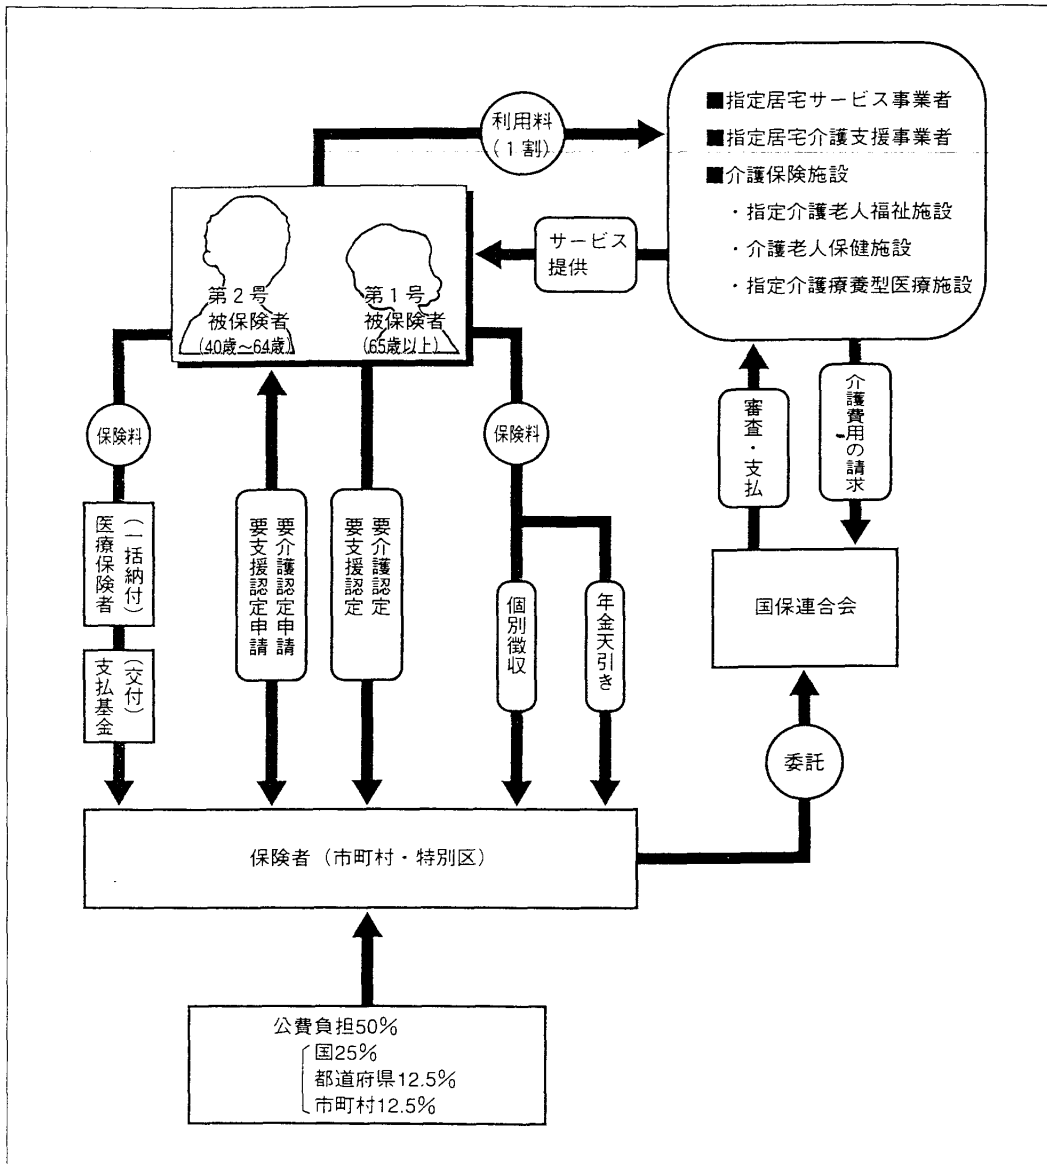 利用料
(1割)
■指定居宅サービス事業者
■指定居宅介護支援事業者
■介護保険施設
・指定介護老人福祉施設
・介護老人保健施設
・指定介護療養型医療施設
サービス
提供
第2号
被保険者
(40歳〜64歳)
第1号
被保険者
(65歳以上)
保険料
(一括納付)
医療保険者
(交付)
支払基金
要介護認定申請
要支援認定申請
要介護認定
要支援認定
保険料
個別徴収
年金天引き
審査・支払
介護費用の請求
国保連合会
委託
保険者(市町村・特別区)
公費負担50%
国25%
都道府県12.5%
市町村12.5%